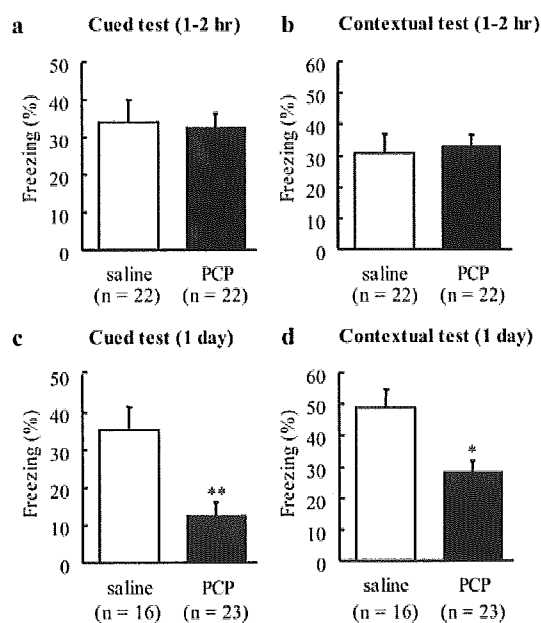 a Cued test (1-2 hr)
50
40
30
20
10
0
Freezing (%)
saline PCP
(n = 22) (n = 22)
b Contextual test (1-2 hr)
60
50
40
30
20
10
0
Freezing (%)
saline PCP
(n = 22) (n = 22)
c Cued test (1 day)
50
40
30
20
10
0
Freezing (%)
**
saline PCP
(n = 16) (n = 23)
d Contextual test (1 day)
60
50
40
30
20
10
0
Freezing (%)
*
saline PCP
(n = 16) (n = 23)